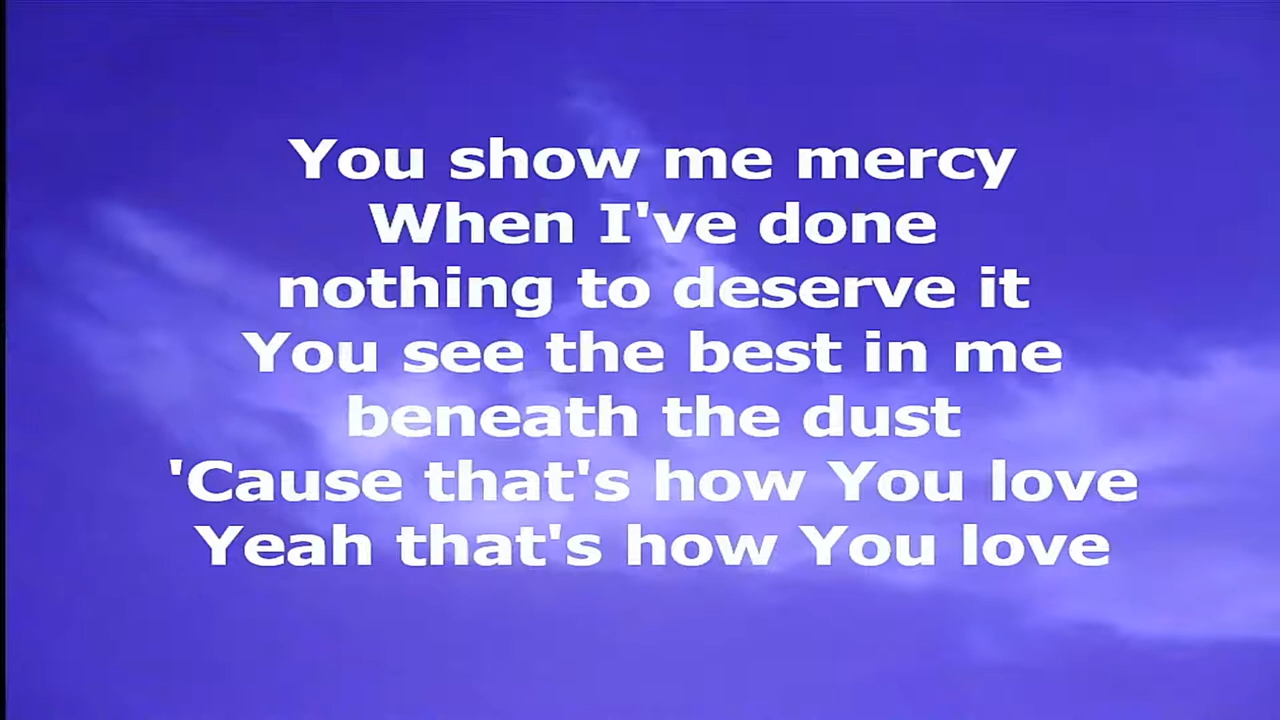 You show me mercy
When I've done
nothing to deserve it
You see the best in me
beneath the dust
'Cause that's how You love
Yeah that's how You love